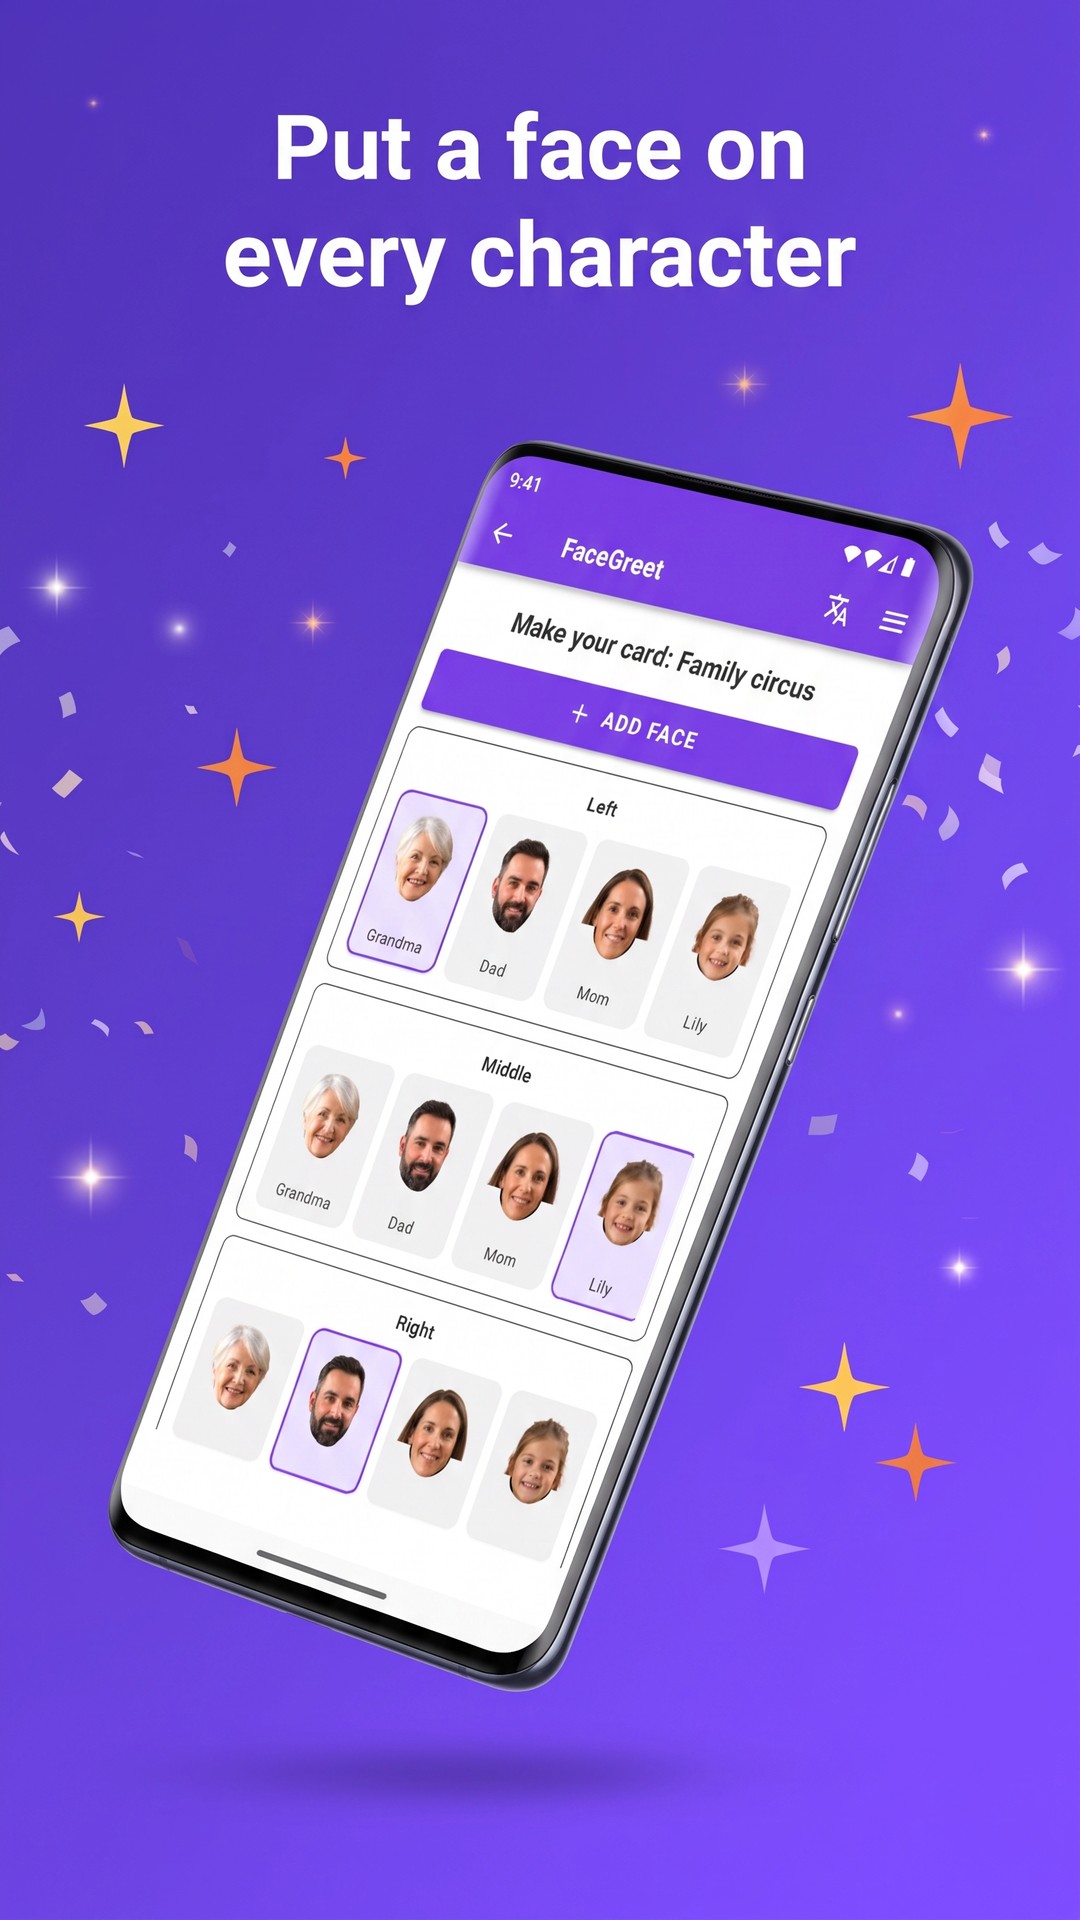 Put a face on
every character
9:41
FaceGreet
Make your card: Family circus
+ ADD FACE
Left
Grandma
Dad
Mom
Lily
Middle
Grandma
Dad
Mom
Lily
Right